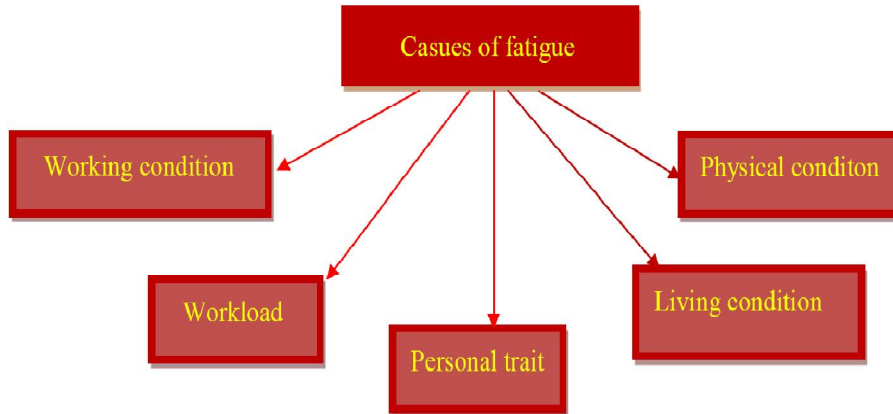 Casues of fatigue
Working condition
Physical conditon
Workload
Living condition
Personal trait